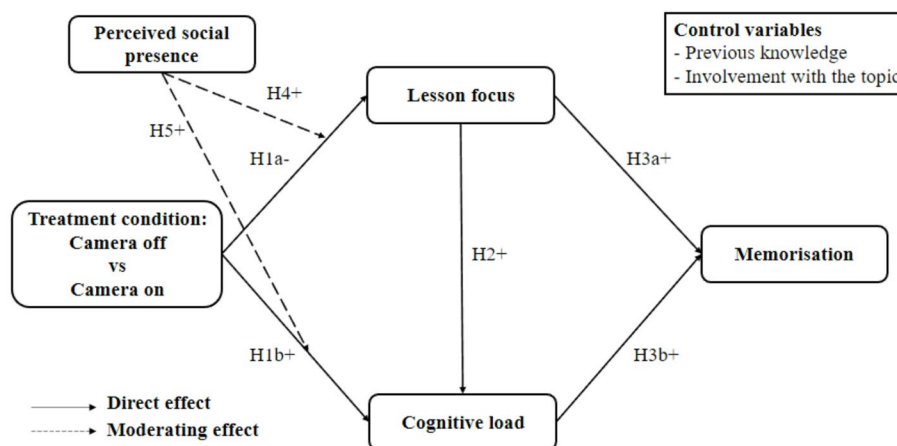 Perceived social
presence
Control variables
- Previous knowledge
- Involvement with the topic
H4+
Lesson focus
H5+
H1a-
H3a+
Treatment condition:
Camera off
vs
Camera on
H2+
Memorisation
H1b+
H3b+
Direct effect
Moderating effect
Cognitive load